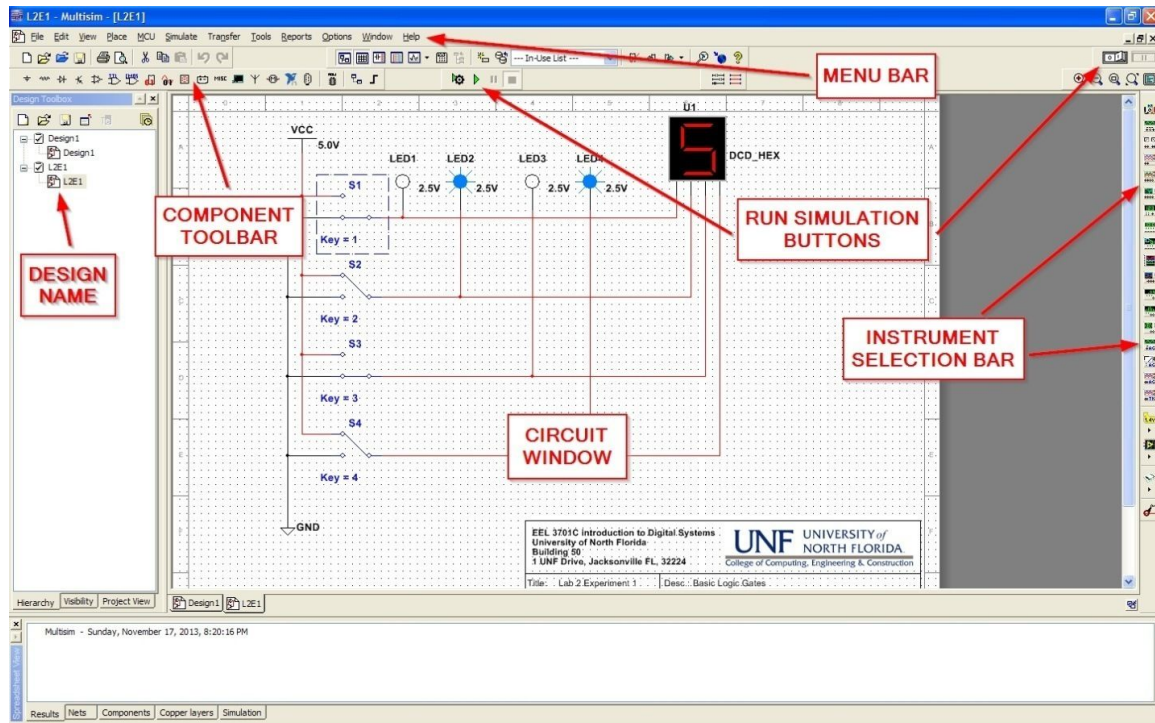 L2E1 - Multisim - [L2E1]
File Edit View Place MCU Simulate Transfer Tools Reports Options Window Help
--- In-Use List ---
MENU BAR
MISC
Design Toolbox
Design1
Design1
L2E1
L2E1
DESIGN
NAME
COMPONENT
TOOLBAR
VCC
5.0V
LED1
LED2
LED3
2.5V
2.5V
2.5V
2.5V
U1
DCD_HEX
S1
Key = 1
S2
Key = 2
S3
Key = 3
S4
Key = 4
GND
RUN SIMULATION
BUTTONS
INSTRUMENT
SELECTION BAR
CIRCUIT
WINDOW
EEL 3701C introduction to Digital Systems
University of North Florida
Building 50
1 UNF Drive, Jacksonville FL, 32224
UNF UNIVERSITY of
NORTH FLORIDA
College of Computing, Engineering & Construction
Title: Lab 2 Experiment 1 Desc.: Basic Logic Gates
Hierarchy Visibility Project View
Design1 L2E1
Multisim - Sunday, November 17, 2013, 8:20:16 PM
Spreadsheet View
Results Nets Components Copper layers Simulation